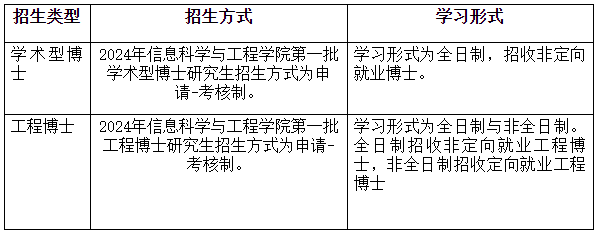 招生类型
招生方式
学习形式
学术型博
士
2024年信息科学与工程学院第一批
学术型博士研究生招生方式为申
请-考核制。
学习形式为全日制，招收非定向
就业博士。
工程博士
2024年信息科学与工程学院第一批
工程博士研究生招生方式为申请-
考核制。
学习形式为全日制与非全日制。
全日制招收非定向就业工程博
士，非全日制招收定向就业工程
博士